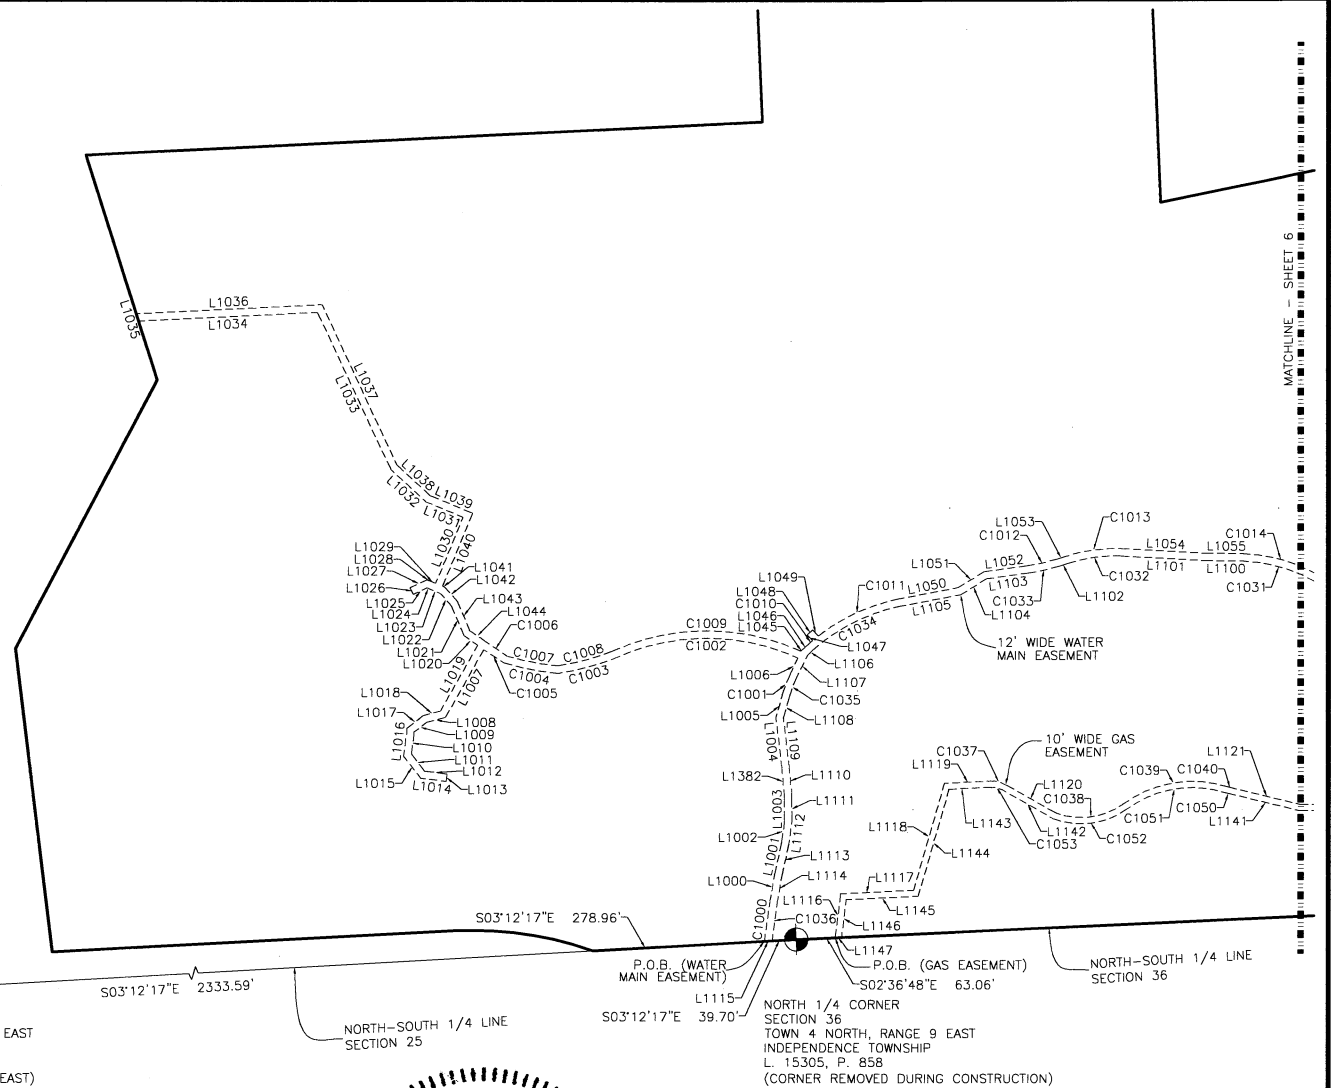 MATCHLINE - SHEET 6
L1036
L1034
L1035
L1037
L1033
L1038
L1032
L1039
L1031
L1030
L1040
L1029
L1028
L1027
L1026
L1025
L1024
L1023
L1022
L1021
L1020
L1041
L1042
L1043
L1044
C1006
C1007
C1008
C1004
C1003
C1005
C1009
C1002
L1019
L1007
L1018
L1017
L1016
L1008
L1009
L1010
L1011
L1012
L1015
L1014
L1013
L1049
L1048
C1010
L1046
L1045
L1047
C1011
C1034
L1050
L1105
L1051
L1052
L1103
L1053
C1012
C1013
L1054
L1101
L1055
L1100
C1014
C1031
C1032
L1102
C1033
L1104
12' WIDE WATER
MAIN EASEMENT
L1106
L1107
L1006
C1001
C1035
L1005
L1108
L1004
L1109
L1382
L1110
L1003
L1111
L1112
L1002
L1001
L1113
L1000
L1114
C1000
C1036
10' WIDE GAS
EASEMENT
C1037
L1119
L1120
C1038
C1039
C1040
L1121
L1118
L1143
L1142
C1053
C1052
C1051
C1050
L1141
L1144
L1117
L1116
L1145
L1146
L1147
S03°12'17"E 278.96'
P.O.B. (WATER
MAIN EASEMENT)
P.O.B. (GAS EASEMENT)
S02°36'48"E 63.06'
L1115
S03°12'17"E 39.70'
NORTH-SOUTH 1/4 LINE
SECTION 36
S03°12'17"E 2333.59'
NORTH-SOUTH 1/4 LINE
SECTION 25
NORTH 1/4 CORNER
SECTION 36
TOWN 4 NORTH, RANGE 9 EAST
INDEPENDENCE TOWNSHIP
L. 15305, P. 858
(CORNER REMOVED DURING CONSTRUCTION)
EAST
EAST)